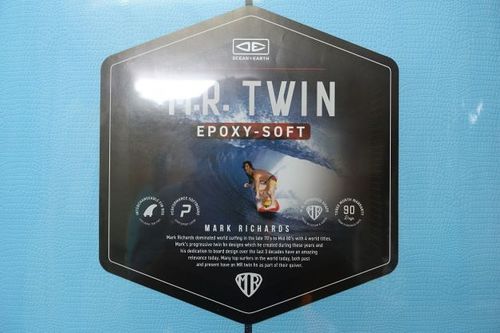 OCEAN & EARTH
M.R. TWIN
EPOXY-SOFT
MR
90
Days
MARK RICHARDS
Mark Richards dominated world surfing in the late 70's to Mid 80's with 4 world titles.
Mark's progressive twin fin designs which he created during these years and
his dedication to board design over the last 3 decades have an amazing
relevance today. Many top surfers in the world today, both past
and present have an MR twin fin as part of their quiver.
MR